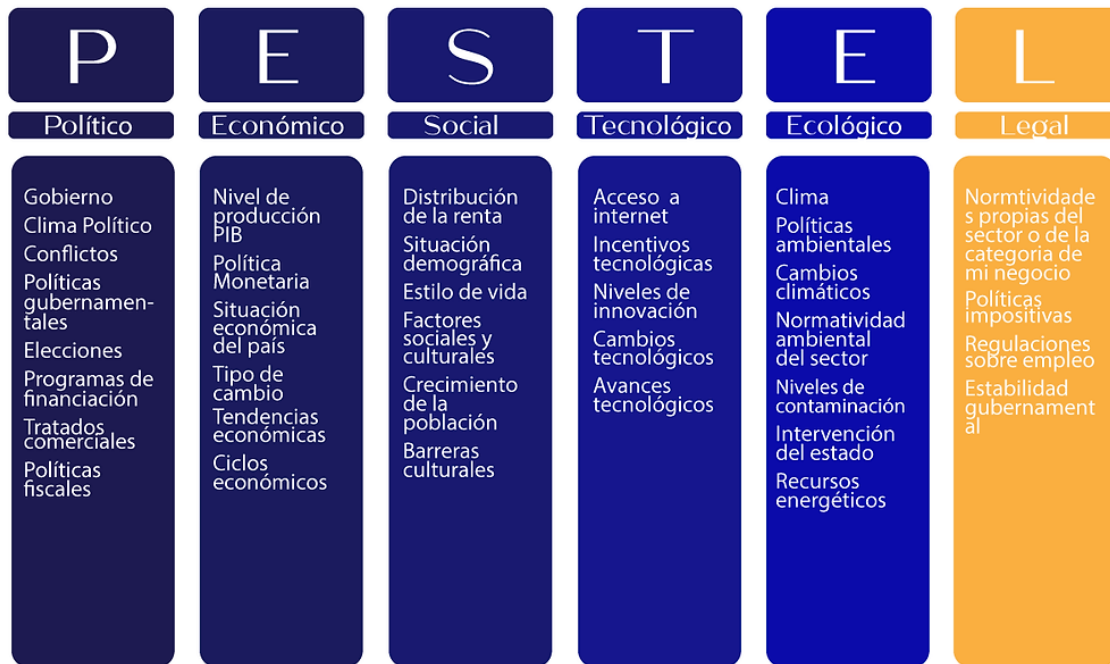 P
Político
Gobierno
Clima Político
Conflictos
Políticas
gubernamen-
tales
Elecciones
Programas de
financiación
Tratados
comerciales
Políticas
fiscales
E
Económico
Nivel de
producción
PIB
Política
Monetaria
Situación
económica
del país
Tipo de
cambio
Tendencias
económicas
Ciclos
económicos
S
Social
Distribución
de la renta
Situación
demográfica
Estilo de vida
Factores
sociales y
culturales
Crecimiento
de la
población
Barreras
culturales
T
Tecnológico
Acceso a
internet
Incentivos
tecnológicas
Niveles de
innovación
Cambios
tecnológicos
Avances
tecnológicos
E
Ecológico
Clima
Políticas
ambientales
Cambios
climáticos
Normatividad
ambiental
del sector
Niveles de
contaminación
Intervención
del estado
Recursos
energéticos
L
Legal
Normtividade
s propias del
sector o de la
categoria de
mi negocio
Políticas
impositivas
Regulaciones
sobre empleo
Estabilidad
gubernament
al